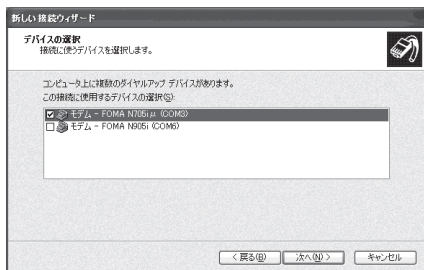 新しい接続ウィザード
デバイスの選択
接続に使うデバイスを選択します。
コンピュータ上に複数のダイヤルアップ デバイスがあります。
この接続に使用するデバイスの選択(S):
モデム - FOMA N705iμ (COM3)
モデム - FOMA N905i (COM6)
< 戻る(B)
次へ(N) >
キャンセル